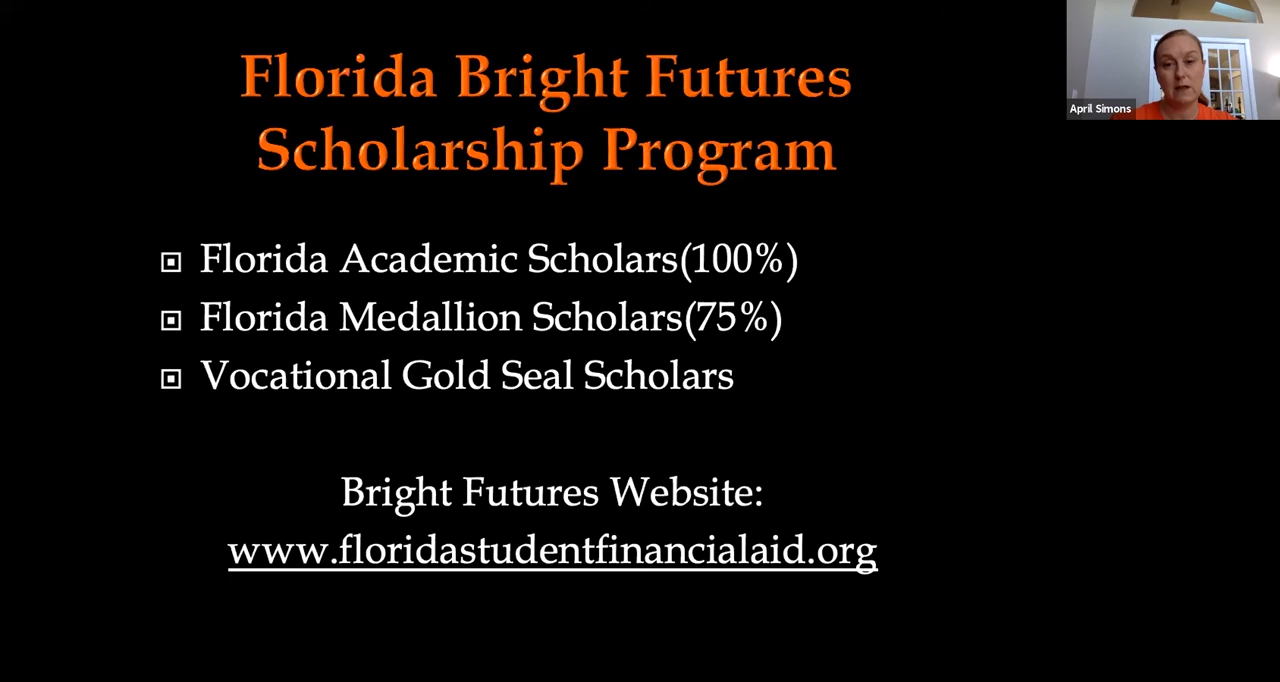 Florida Bright Futures
Scholarship Program
April Simons
Florida Academic Scholars(100%)
Florida Medallion Scholars(75%)
Vocational Gold Seal Scholars
Bright Futures Website:
www.floridastudentfinancialaid.org